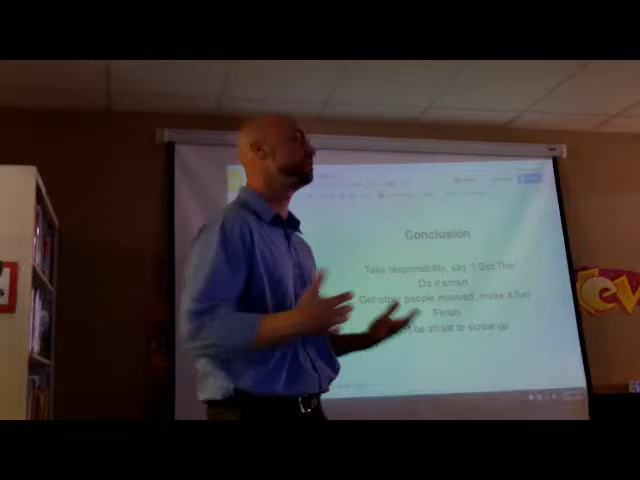 Conclusion
Take responsibility, say 'I Got This'
Do it smart.
Get other people involved, make it fun!
Finish.
be afraid to screw up